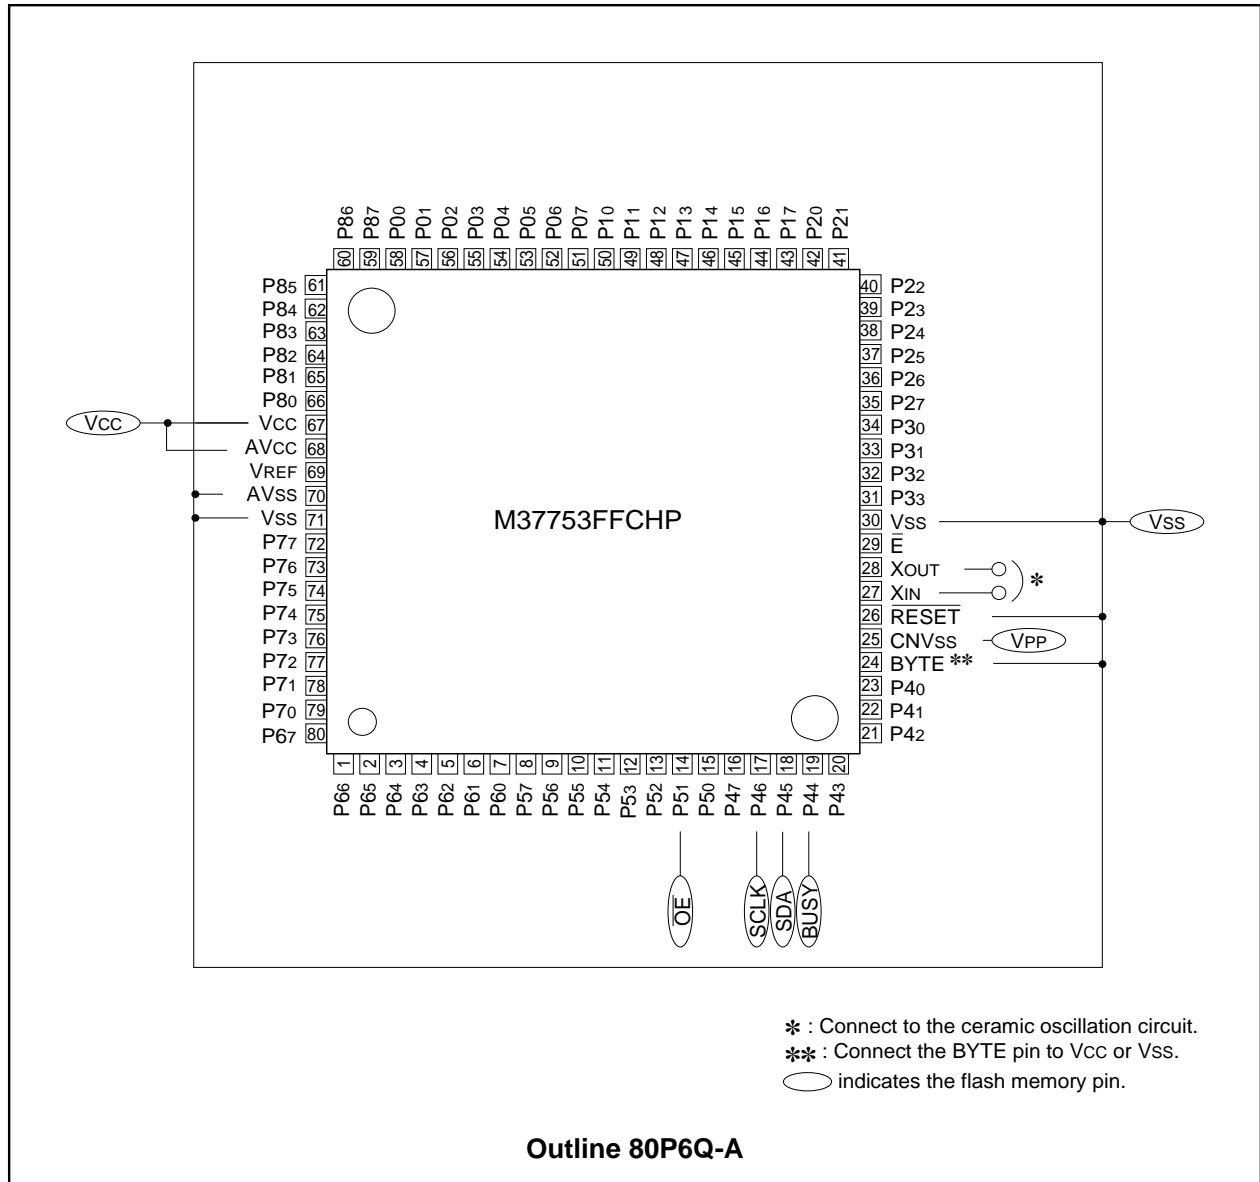 P86 P87 P00 P01 P02 P03 P04 P05 P06 P07 P10 P11 P12 P13 P14 P15 P16 P17 P20 P21
60 59 58 57 56 55 54 53 52 51 50 49 48 47 46 45 44 43 42 41
P85 61
P84 62
P83 63
P82 64
P81 65
P80 66
VCC VCC 67
AVCC 68
VREF 69
AVSS 70
VSS 71
P77 72
P76 73
P75 74
P74 75
P73 76
P72 77
P71 78
P70 79
P67 80
M37753FFCHP
40 P22
39 P23
38 P24
37 P25
36 P26
35 P27
34 P30
33 P31
32 P32
31 P33
30 VSS VSS
29 E̅
28 XOUT
27 XIN *
26 R̅E̅S̅E̅T̅
25 CNVSS VPP
24 BYTE **
23 P40
22 P41
21 P42
1 2 3 4 5 6 7 8 9 10 11 12 13 14 15 16 17 18 19 20
P66 P65 P64 P63 P62 P61 P60 P57 P56 P55 P54 P53 P52 P51 P50 P47 P46 P45 P44 P43
O̅E̅ SCLK SDA BUSY
* : Connect to the ceramic oscillation circuit.
** : Connect the BYTE pin to VCC or VSS.
indicates the flash memory pin.
Outline 80P6Q-A